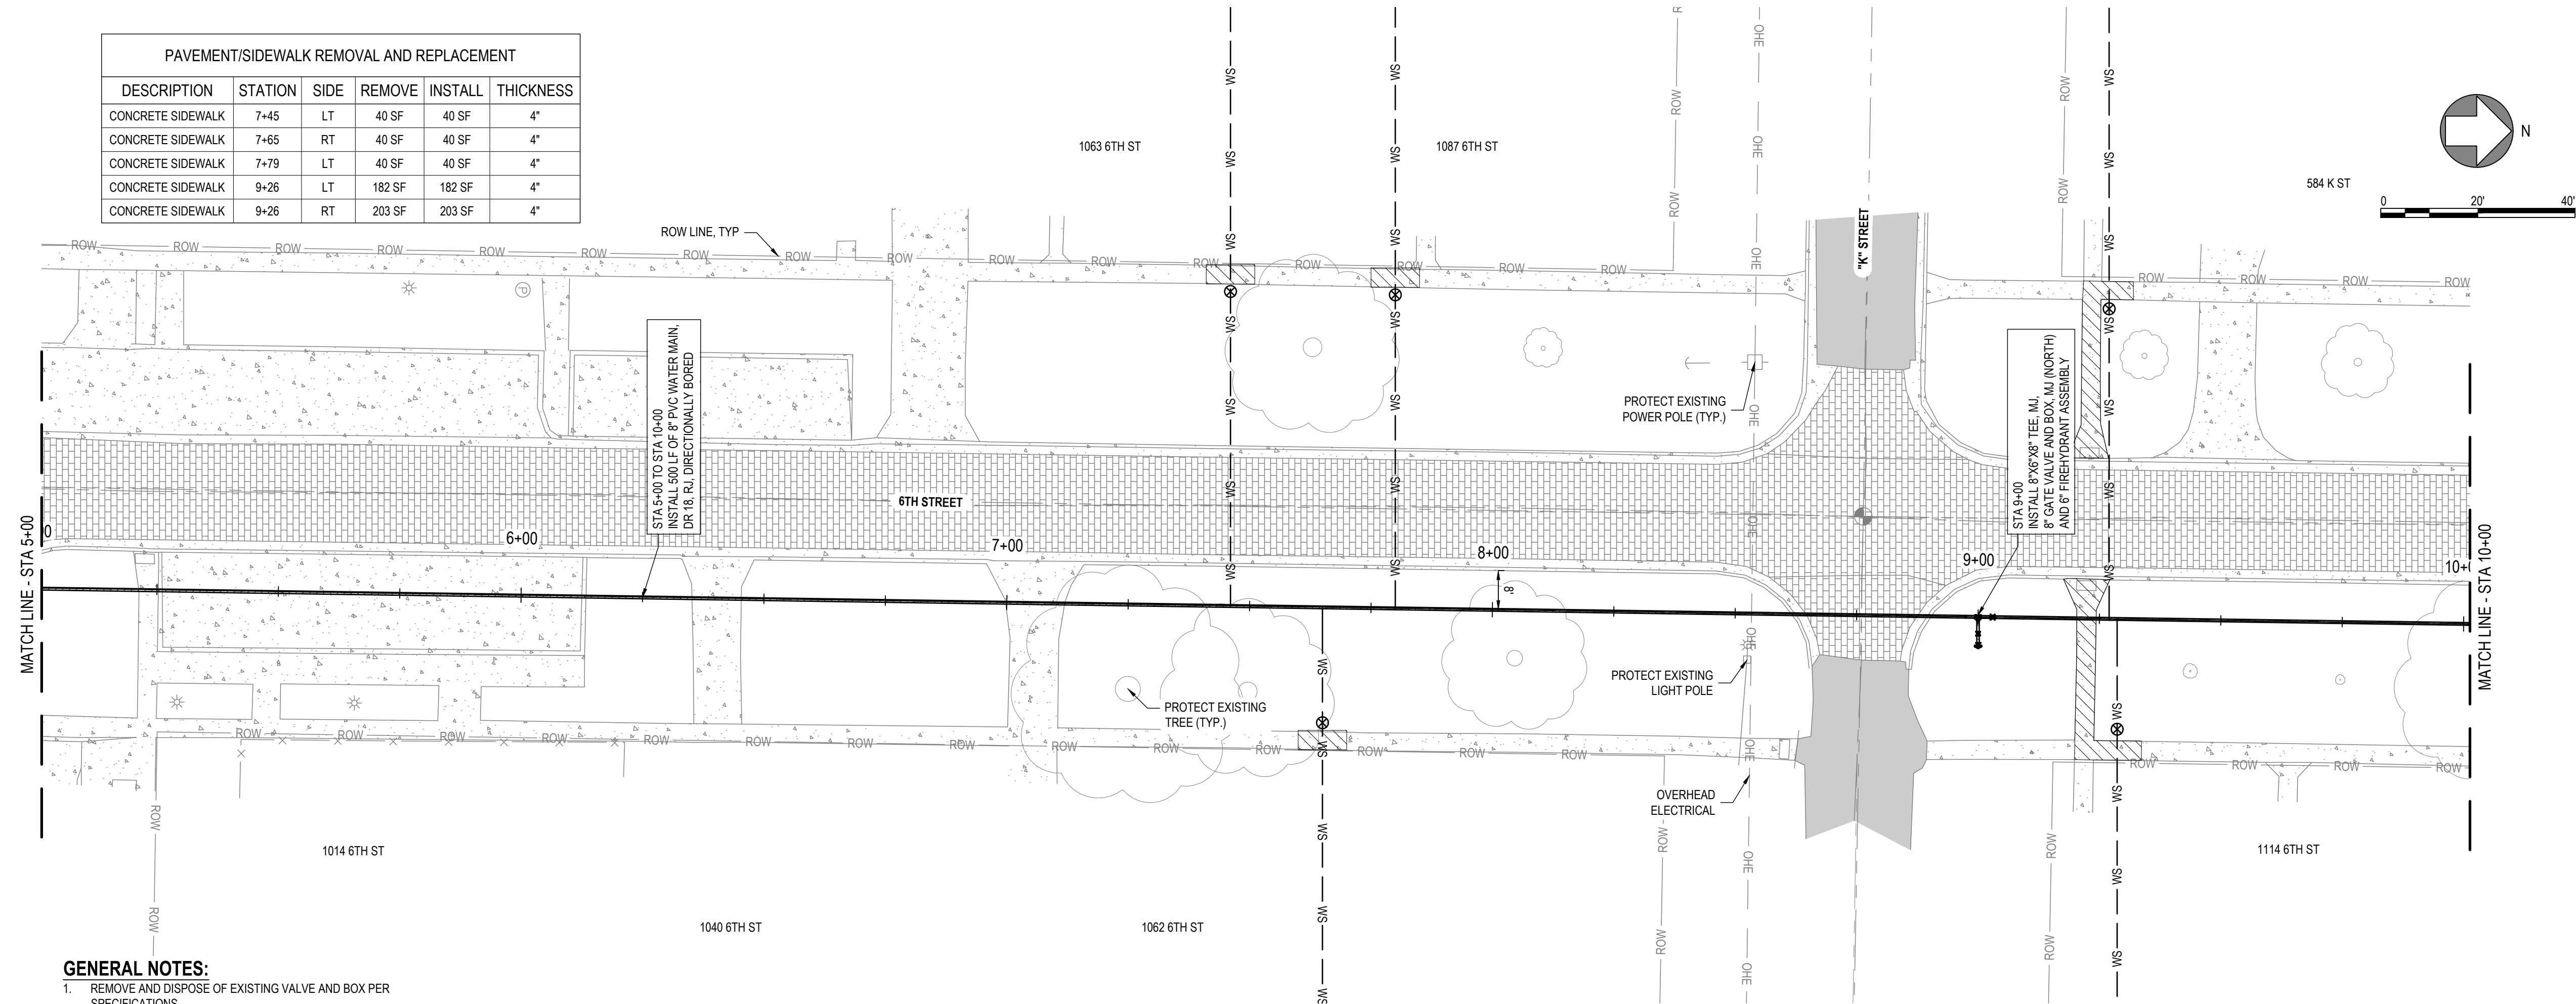 PAVEMENT/SIDEWALK REMOVAL AND REPLACEMENT
DESCRIPTION STATION SIDE REMOVE INSTALL THICKNESS
CONCRETE SIDEWALK 7+45 LT 40 SF 40 SF 4"
CONCRETE SIDEWALK 7+65 RT 40 SF 40 SF 4"
CONCRETE SIDEWALK 7+79 LT 40 SF 40 SF 4"
CONCRETE SIDEWALK 9+26 LT 182 SF 182 SF 4"
CONCRETE SIDEWALK 9+26 RT 203 SF 203 SF 4"
N
0 20' 40'
1063 6TH ST
1087 6TH ST
584 K ST
ROW LINE, TYP
"K" STREET
ROW
OHE
WS
P
STA 5+00 TO STA 10+00
INSTALL 500 LF OF 8" PVC WATER MAIN,
DR 18, RJ, DIRECTIONALLY BORED
PROTECT EXISTING
POWER POLE (TYP.)
STA 9+00
INSTALL 8"X6"X8" TEE, MJ,
8" GATE VALVE AND BOX, MJ (NORTH)
AND 6" FIREHYDRANT ASSEMBLY
6TH STREET
MATCH LINE - STA 5+00
0
6+00
7+00
8+00
9+00
10+0
MATCH LINE - STA 10+00
8'
PROTECT EXISTING
TREE (TYP.)
PROTECT EXISTING
LIGHT POLE
OVERHEAD
ELECTRICAL
1014 6TH ST
1040 6TH ST
1062 6TH ST
1114 6TH ST
GENERAL NOTES:
1. REMOVE AND DISPOSE OF EXISTING VALVE AND BOX PER
SPECIFICATIONS